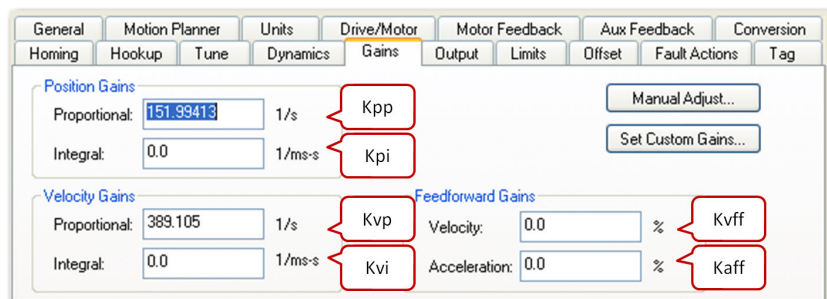 General Motion Planner Units Drive/Motor Motor Feedback Aux Feedback Conversion
Homing Hookup Tune Dynamics Gains Output Limits Offset Fault Actions Tag
Position Gains
Proportional: 151.99413 1/s Kpp
Manual Adjust...
Integral: 0.0 1/ms-s Kpi
Set Custom Gains...
Velocity Gains
Proportional: 389.105 1/s Kvp
Integral: 0.0 1/ms-s Kvi
Feedforward Gains
Velocity: 0.0 % Kvff
Acceleration: 0.0 % Kaff